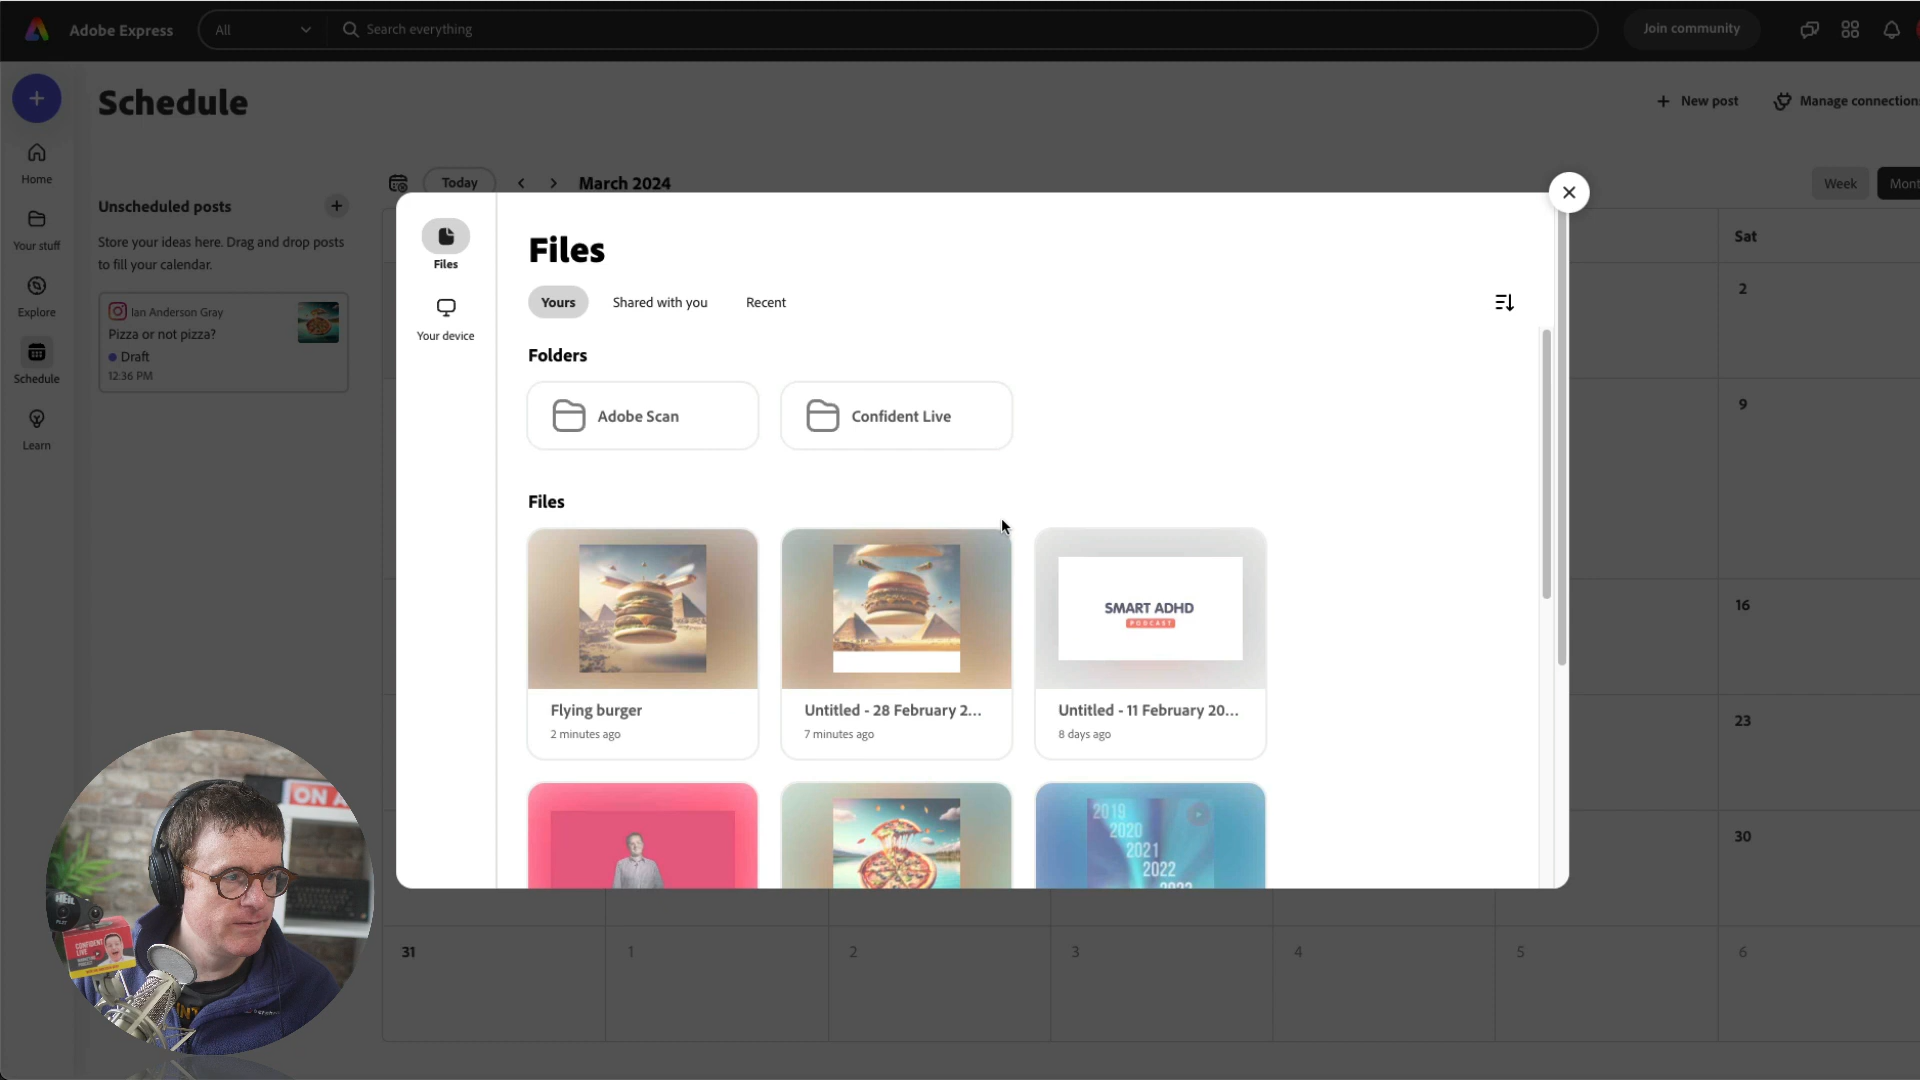 Adobe Express
All
Search everything
Join community
Schedule
+ New post
Manage connection
Home
Your stuff
Explore
Schedule
Learn
Unscheduled posts
Store your ideas here. Drag and drop posts
to fill your calendar.
Ian Anderson Gray
Pizza or not pizza?
Draft
12:36 PM
Today
March 2024
Week
Mont
Sat
2
9
16
23
30
31
1
2
3
4
5
6
Files
Your device
Files
Yours
Shared with you
Recent
Folders
Adobe Scan
Confident Live
Files
SMART ADHD
PODCAST
Flying burger
2 minutes ago
Untitled - 28 February 2...
7 minutes ago
Untitled - 11 February 20...
8 days ago
2019
2020
2021
2022
ON A
HEIL
CONFIDENT
LIVE